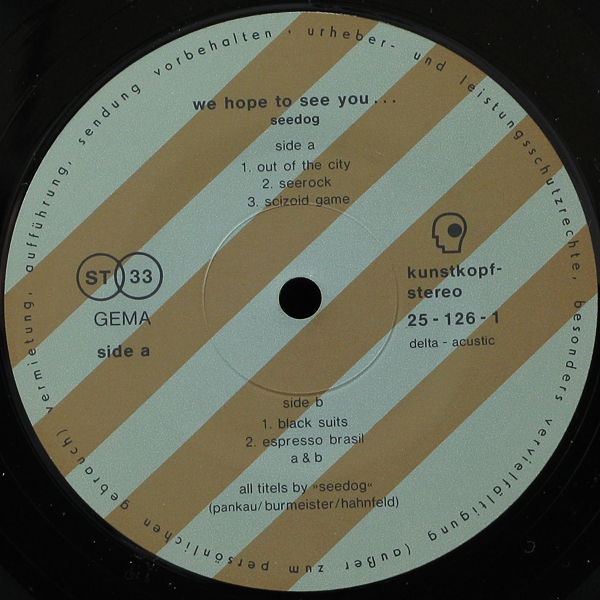 urheber- und leistungsschutzrechte, besonders vervielfältigung (außer zum persönlichen gebrauch) vermietung, aufführung, sendung vorbehalten .
we hope to see you...
seedog
side a
1. out of the city
2. seerock
3. scizoid game
ST 33
GEMA
side a
kunstkopf-
stereo
25 - 126 - 1
delta - acustic
side b
1. black suits
2. espresso brasil
a & b
all titels by »seedog«
(pankau/burmeister/hahnfeld)